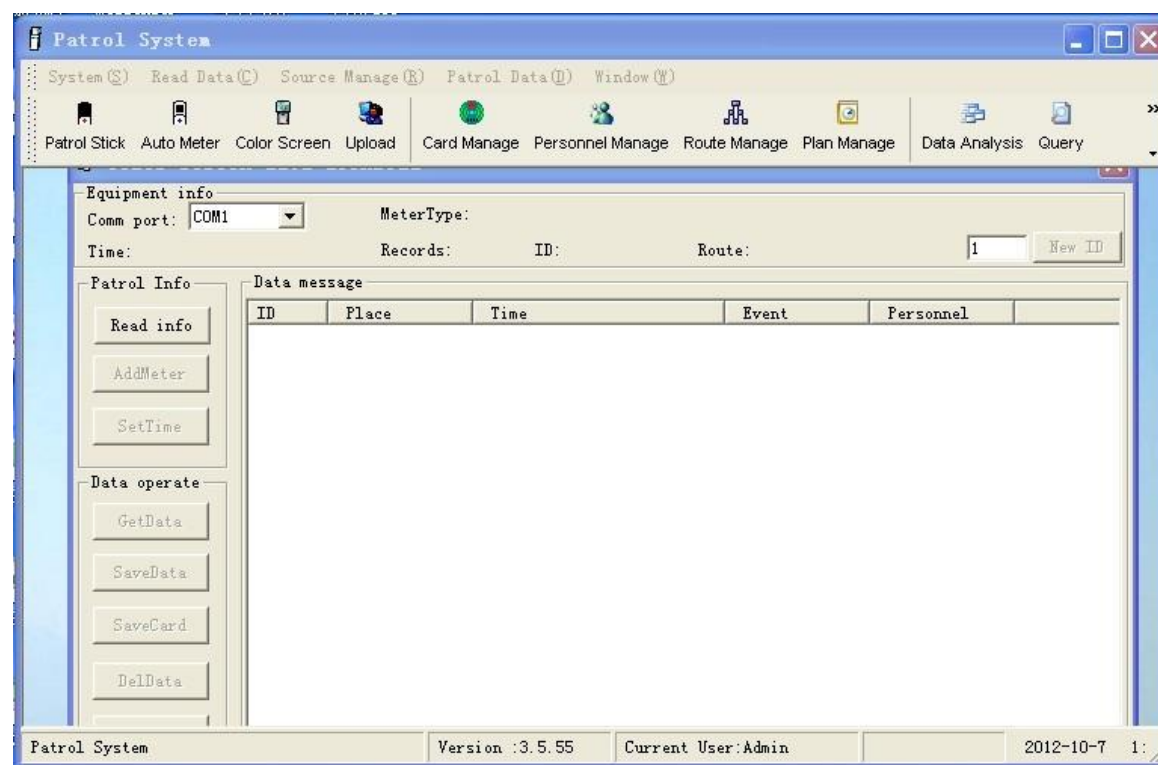 Patrol System
System(S) Read Data(C) Source Manage(R) Patrol Data(D) Window(W)
Patrol Stick Auto Meter Color Screen Upload Card Manage Personnel Manage Route Manage Plan Manage Data Analysis Query
Equipment info
Comm port: COM1 MeterType:
Time: Records: ID: Route: 1 New ID
Patrol Info Data message
ID Place Time Event Personnel
Read info
AddMeter
SetTime
Data operate
GetData
SaveData
SaveCard
DelData
Patrol System Version :3.5.55 Current User:Admin 2012-10-7 1: